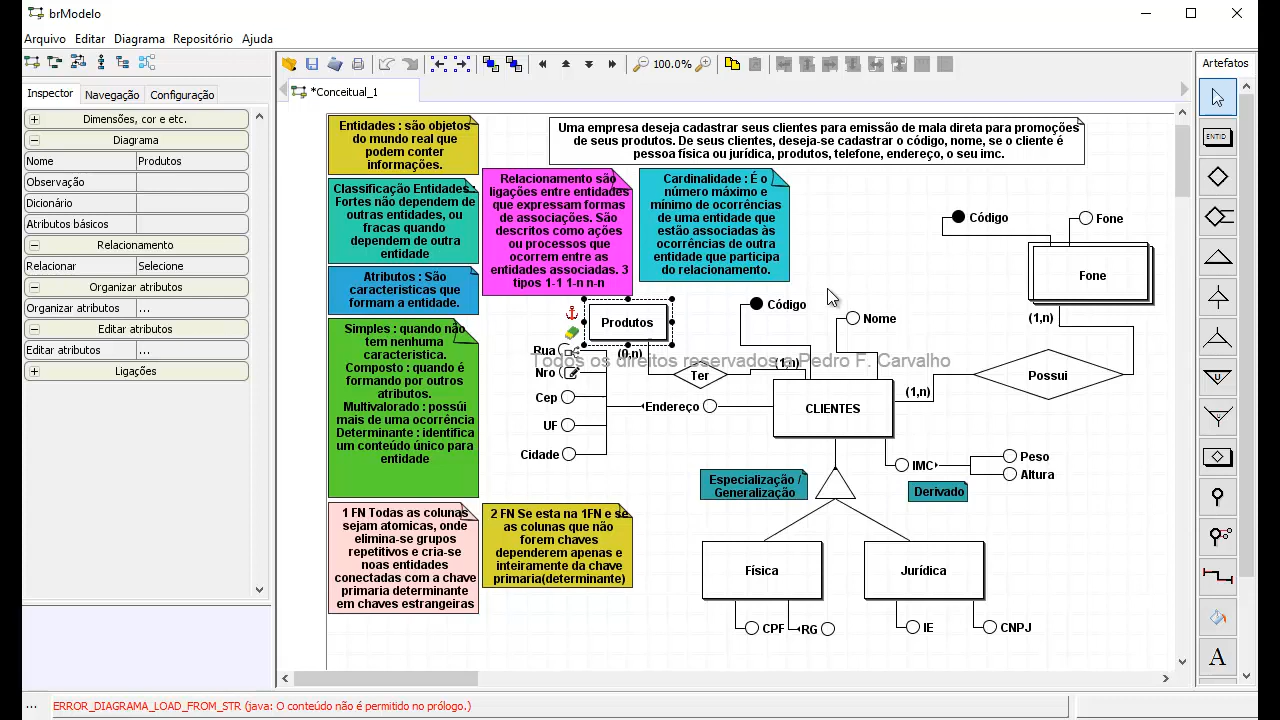 brModelo
Arquivo Editar Diagrama Repositório Ajuda
100.0%
Artefatos
Inspector Navegação Configuração
*Conceitual_1
Dimensões, cor e etc.
Diagrama
Nome Produtos
Observação
Dicionário
Atributos básicos
Relacionamento
Relacionar Selecione
Organizar atributos
Organizar atributos ...
Editar atributos
Editar atributos ...
Ligações
Entidades : são objetos
do mundo real que
podem conter
informações.
Uma empresa deseja cadastrar seus clientes para emissão de mala direta para promoções
de seus produtos. De seus clientes, deseja-se cadastrar o código, nome, se o cliente é
pessoa física ou jurídica, produtos, telefone, endereço, o seu imc.
Classificação Entidades :
Fortes não dependem de
outras entidades, ou
fracas quando
dependem de outra
entidade
Relacionamento são
ligações entre entidades
que expressam formas
de associações. São
descritos como ações
ou processos que
ocorrem entre as
entidades associadas. 3
tipos 1-1 1-n n-n
Cardinalidade : É o
número máximo e
mínimo de ocorrências
de uma entidade que
estão associadas às
ocorrências de outra
entidade que participa
do relacionamento.
Atributos : São
caracteristicas que
formam a entidade.
Simples : quando não
tem nenhuma
caracteristica.
Composto : quando é
formando por outros
atributos.
Multivalorado : possúi
mais de uma ocorrência
Determinante : identifica
um conteúdo único para
entidade
1 FN Todas as colunas
sejam atomicas, onde
elimina-se grupos
repetitivos e cria-se
noas entidades
conectadas com a chave
primaria determinante
em chaves estrangeiras
2 FN Se esta na 1FN e se
as colunas que não
forem chaves
dependerem apenas e
inteiramente da chave
primaria(determinante)
Código
Fone
Fone
(1,n)
Possui
(1,n)
Produtos
(0,n)
Código
Nome
Todos os direitos reservados a Pedro F. Carvalho
Ter
(1,n)
Rua
Nro
Cep
UF
Cidade
Endereço
CLIENTES
IMC
Peso
Altura
Derivado
Especialização /
Generalização
Física
Jurídica
CPF
RG
IE
CNPJ
ENTID
A
... ERROR_DIAGRAMA_LOAD_FROM_STR (java: O conteúdo não é permitido no prólogo.)